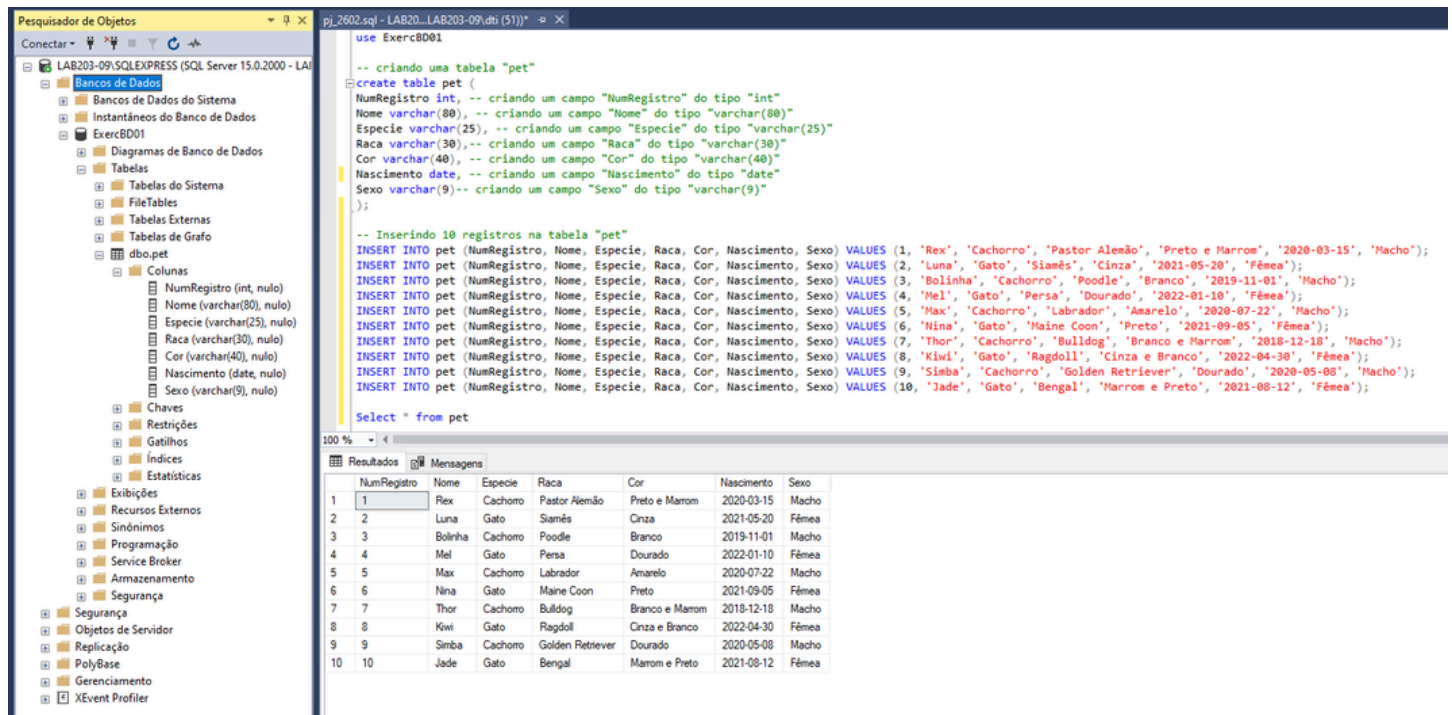 Pesquisador de Objetos
Conectar
LAB203-09\SQLEXPRESS (SQL Server 15.0.2000 - LAI
Bancos de Dados
Bancos de Dados do Sistema
Instantâneos do Banco de Dados
ExercBD01
Diagramas de Banco de Dados
Tabelas
Tabelas do Sistema
FileTables
Tabelas Externas
Tabelas de Grafo
dbo.pet
Colunas
NumRegistro (int, nulo)
Nome (varchar(80), nulo)
Especie (varchar(25), nulo)
Raca (varchar(30), nulo)
Cor (varchar(40), nulo)
Nascimento (date, nulo)
Sexo (varchar(9), nulo)
Chaves
Restrições
Gatilhos
Índices
Estatísticas
Exibições
Recursos Externos
Sinônimos
Programação
Service Broker
Armazenamento
Segurança
Segurança
Objetos de Servidor
Replicação
PolyBase
Gerenciamento
XEvent Profiler
pj_2602.sql - LAB20...LAB203-09\dti (51))*
use ExercBD01
-- criando uma tabela "pet"
create table pet (
NumRegistro int, -- criando um campo "NumRegistro" do tipo "int"
Nome varchar(80), -- criando um campo "Nome" do tipo "varchar(80)"
Especie varchar(25), -- criando um campo "Especie" do tipo "varchar(25)"
Raca varchar(30),-- criando um campo "Raca" do tipo "varchar(30)"
Cor varchar(40), -- criando um campo "Cor" do tipo "varchar(40)"
Nascimento date, -- criando um campo "Nascimento" do tipo "date"
Sexo varchar(9)-- criando um campo "Sexo" do tipo "varchar(9)"
);
-- Inserindo 10 registros na tabela "pet"
INSERT INTO pet (NumRegistro, Nome, Especie, Raca, Cor, Nascimento, Sexo) VALUES (1, 'Rex', 'Cachorro', 'Pastor Alemão', 'Preto e Marrom', '2020-03-15', 'Macho');
INSERT INTO pet (NumRegistro, Nome, Especie, Raca, Cor, Nascimento, Sexo) VALUES (2, 'Luna', 'Gato', 'Siamês', 'Cinza', '2021-05-20', 'Fêmea');
INSERT INTO pet (NumRegistro, Nome, Especie, Raca, Cor, Nascimento, Sexo) VALUES (3, 'Bolinha', 'Cachorro', 'Poodle', 'Branco', '2019-11-01', 'Macho');
INSERT INTO pet (NumRegistro, Nome, Especie, Raca, Cor, Nascimento, Sexo) VALUES (4, 'Mel', 'Gato', 'Persa', 'Dourado', '2022-01-10', 'Fêmea');
INSERT INTO pet (NumRegistro, Nome, Especie, Raca, Cor, Nascimento, Sexo) VALUES (5, 'Max', 'Cachorro', 'Labrador', 'Amarelo', '2020-07-22', 'Macho');
INSERT INTO pet (NumRegistro, Nome, Especie, Raca, Cor, Nascimento, Sexo) VALUES (6, 'Nina', 'Gato', 'Maine Coon', 'Preto', '2021-09-05', 'Fêmea');
INSERT INTO pet (NumRegistro, Nome, Especie, Raca, Cor, Nascimento, Sexo) VALUES (7, 'Thor', 'Cachorro', 'Bulldog', 'Branco e Marrom', '2018-12-18', 'Macho');
INSERT INTO pet (NumRegistro, Nome, Especie, Raca, Cor, Nascimento, Sexo) VALUES (8, 'Kiwi', 'Gato', 'Ragdoll', 'Cinza e Branco', '2022-04-30', 'Fêmea');
INSERT INTO pet (NumRegistro, Nome, Especie, Raca, Cor, Nascimento, Sexo) VALUES (9, 'Simba', 'Cachorro', 'Golden Retriever', 'Dourado', '2020-05-08', 'Macho');
INSERT INTO pet (NumRegistro, Nome, Especie, Raca, Cor, Nascimento, Sexo) VALUES (10, 'Jade', 'Gato', 'Bengal', 'Marrom e Preto', '2021-08-12', 'Fêmea');
Select * from pet
100 %
Resultados Mensagens
NumRegistro Nome Especie Raca Cor Nascimento Sexo
1 1 Rex Cachorro Pastor Alemão Preto e Marrom 2020-03-15 Macho
2 2 Luna Gato Siamês Cinza 2021-05-20 Fêmea
3 3 Bolinha Cachorro Poodle Branco 2019-11-01 Macho
4 4 Mel Gato Persa Dourado 2022-01-10 Fêmea
5 5 Max Cachorro Labrador Amarelo 2020-07-22 Macho
6 6 Nina Gato Maine Coon Preto 2021-09-05 Fêmea
7 7 Thor Cachorro Bulldog Branco e Marrom 2018-12-18 Macho
8 8 Kiwi Gato Ragdoll Cinza e Branco 2022-04-30 Fêmea
9 9 Simba Cachorro Golden Retriever Dourado 2020-05-08 Macho
10 10 Jade Gato Bengal Marrom e Preto 2021-08-12 Fêmea